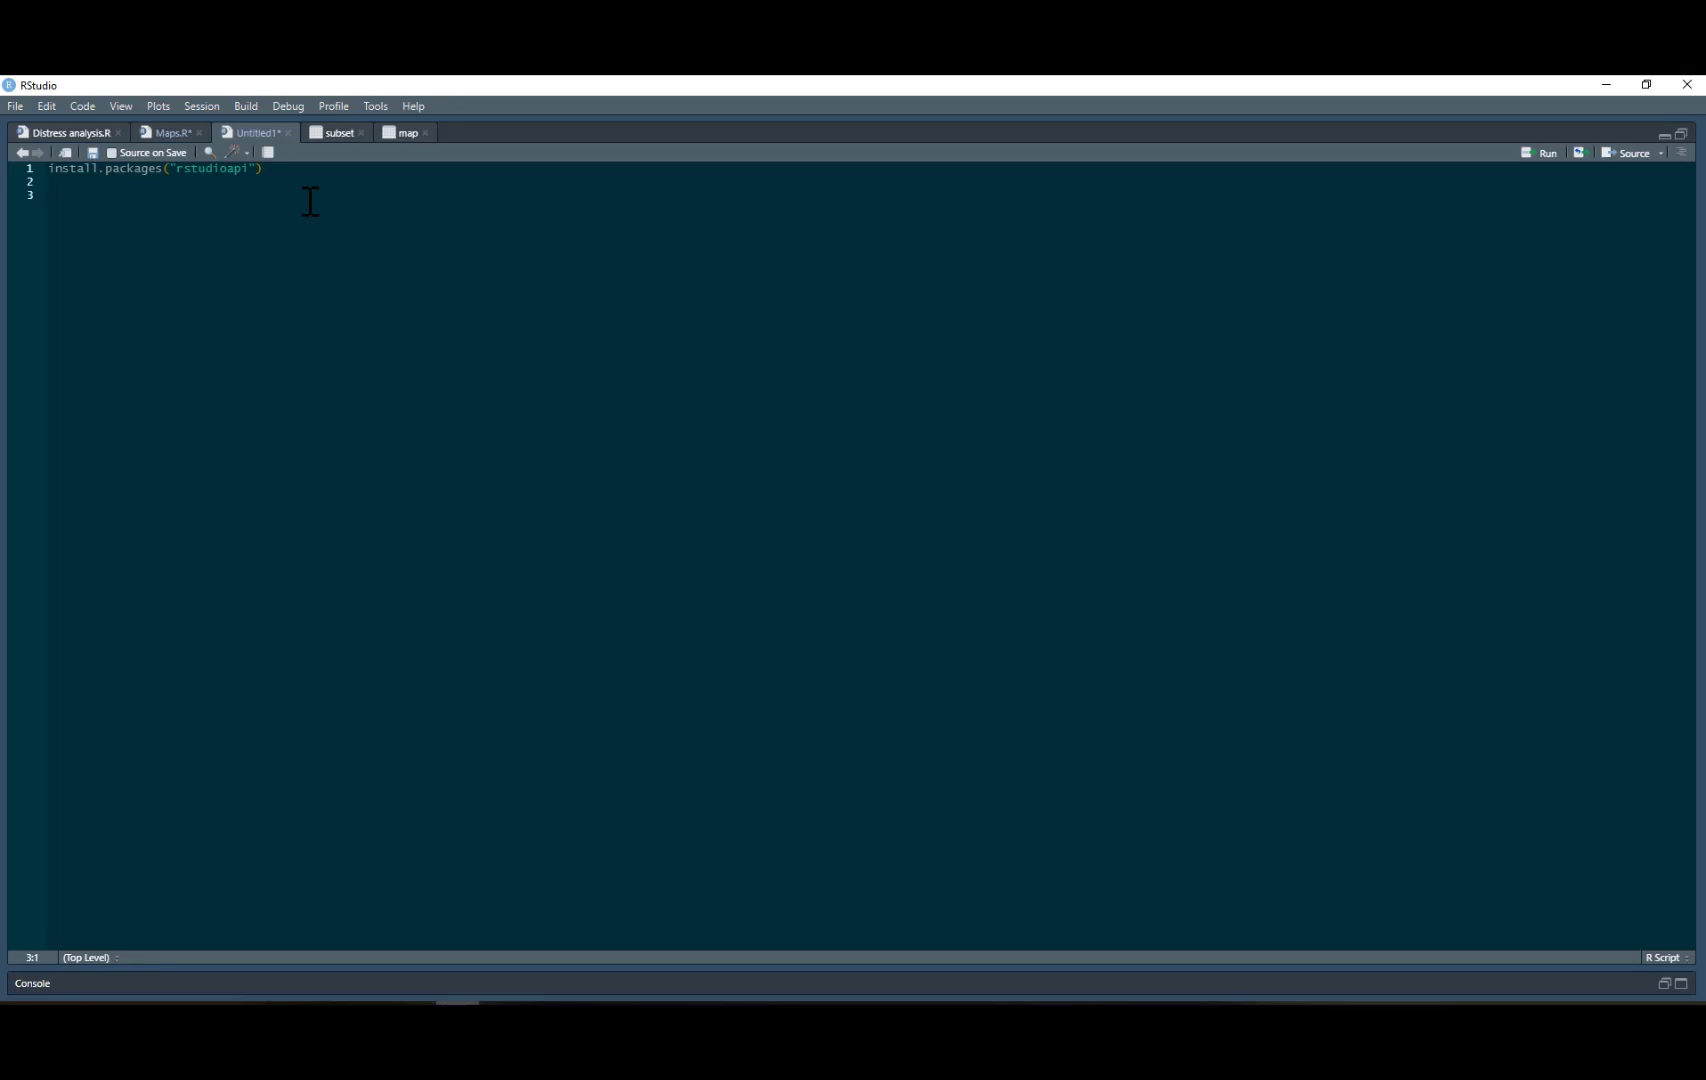 RStudio
File Edit Code View Plots Session Build Debug Profile Tools Help
Distress analysis.R Maps.R* Untitled1* subset map
Source on Save Run Source
1 install.packages("rstudioapi")
2
3
3:1 (Top Level) R Script
Console